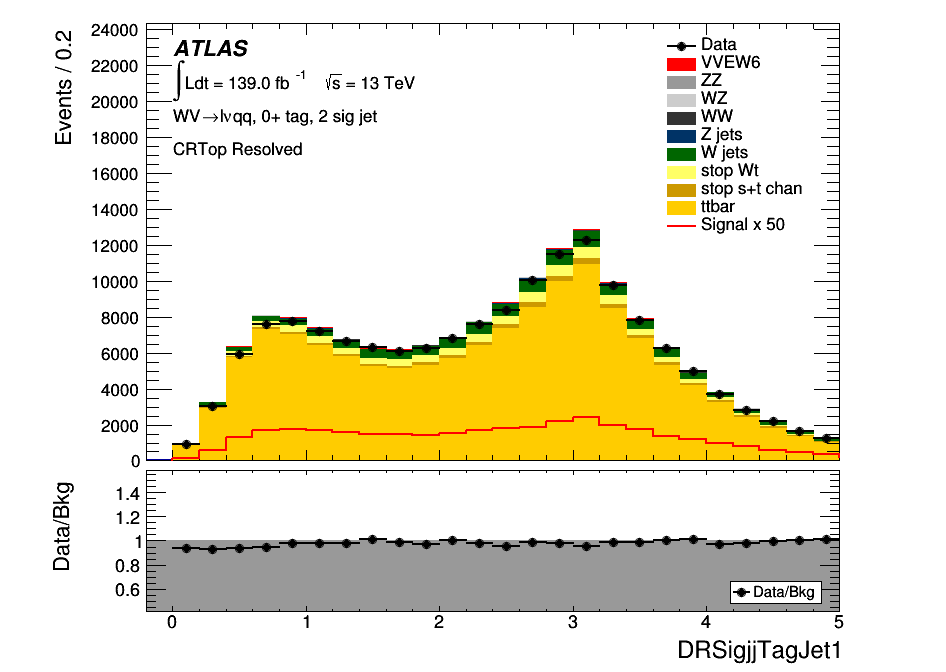 24000
22000
20000
18000
16000
14000
12000
10000
8000
6000
4000
2000
0
Events / 0.2
ATLAS
∫Ldt = 139.0 fb⁻¹ √s = 13 TeV
WV→lνqq, 0+ tag, 2 sig jet
CRTop Resolved
Data
VVEW6
ZZ
WZ
WW
Z jets
W jets
stop Wt
stop s+t chan
ttbar
Signal x 50
Data/Bkg
1.4
1.2
1
0.8
0.6
Data/Bkg
0 1 2 3 4 5
DRSigjjTagJet1